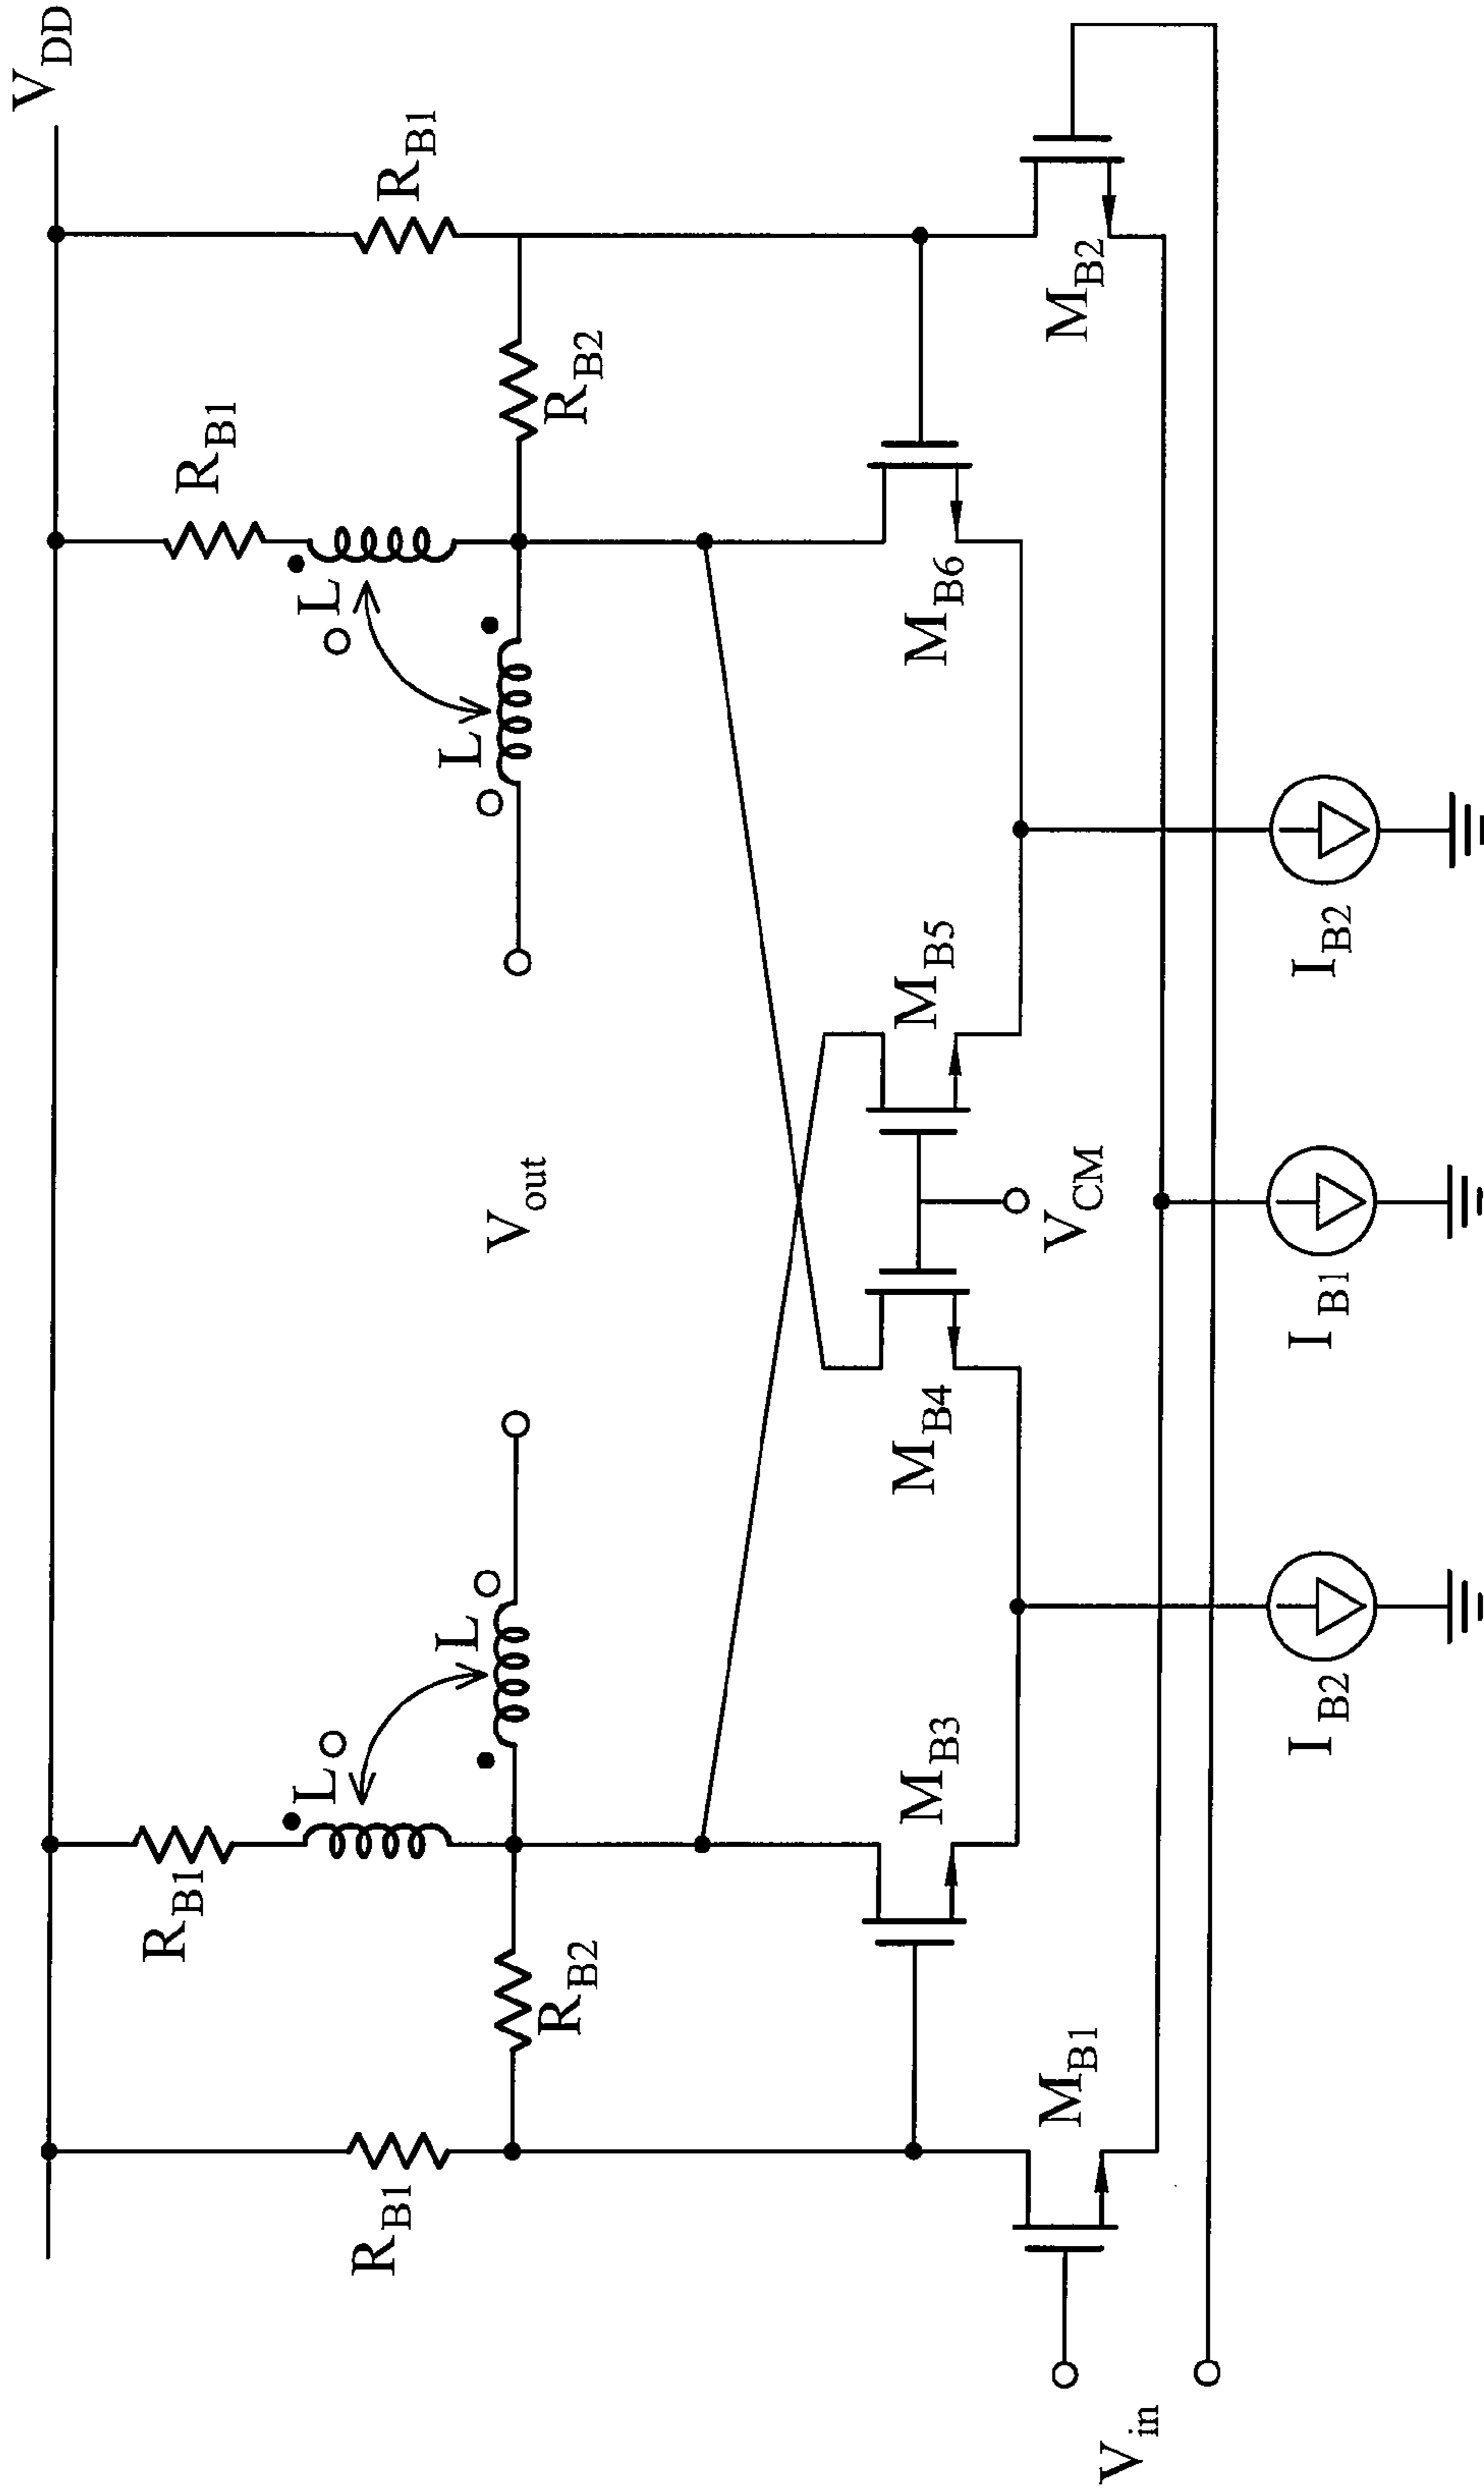 V_DD
R_B1
R_B1
R_B1
R_B1
L
L
L
L
R_B2
R_B2
V_out
M_B3
M_B4
M_B5
M_B6
V_CM
M_B1
M_B2
V_in
I_B2
I_B1
I_B2